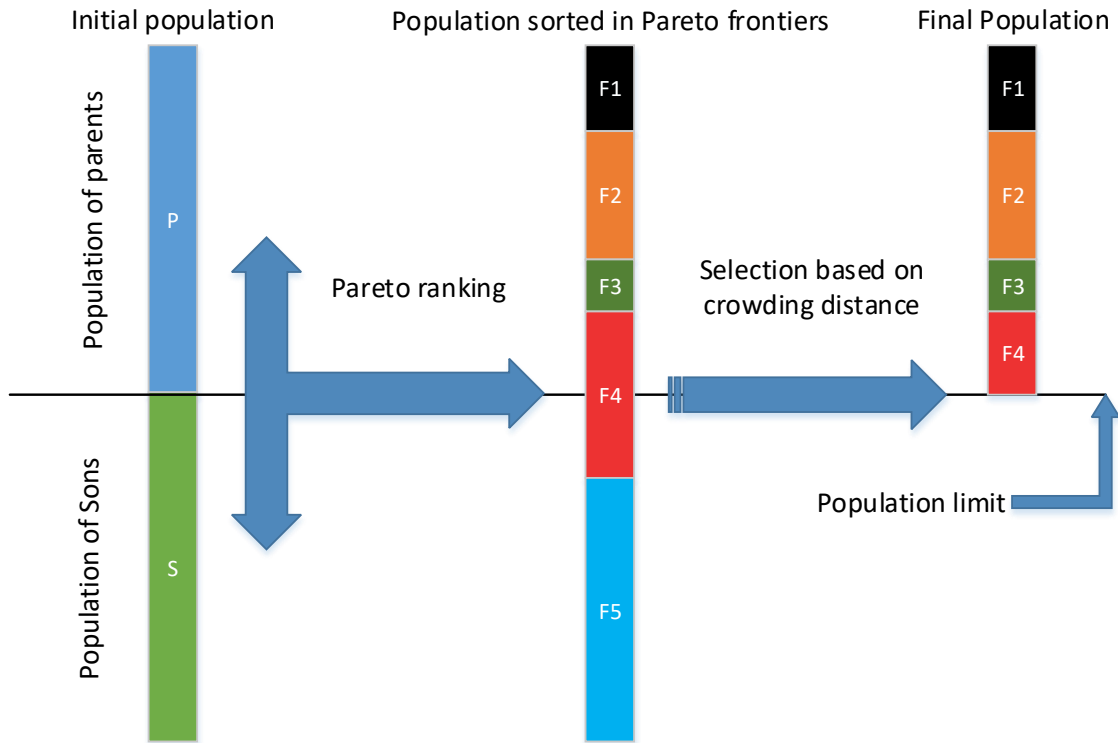 Initial population
Population sorted in Pareto frontiers
Final Population
Population of parents
Population of Sons
P
S
Pareto ranking
F1
F2
F3
F4
F5
Selection based on
crowding distance
F1
F2
F3
F4
Population limit